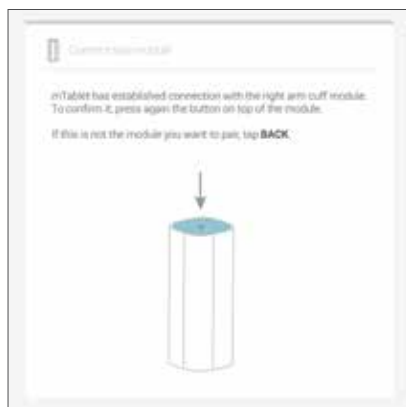 mTablet has established connection with the right arm cuff module.
To confirm it, press again the button on top of the module.
If this is not the module you want to pair, tap BACK.